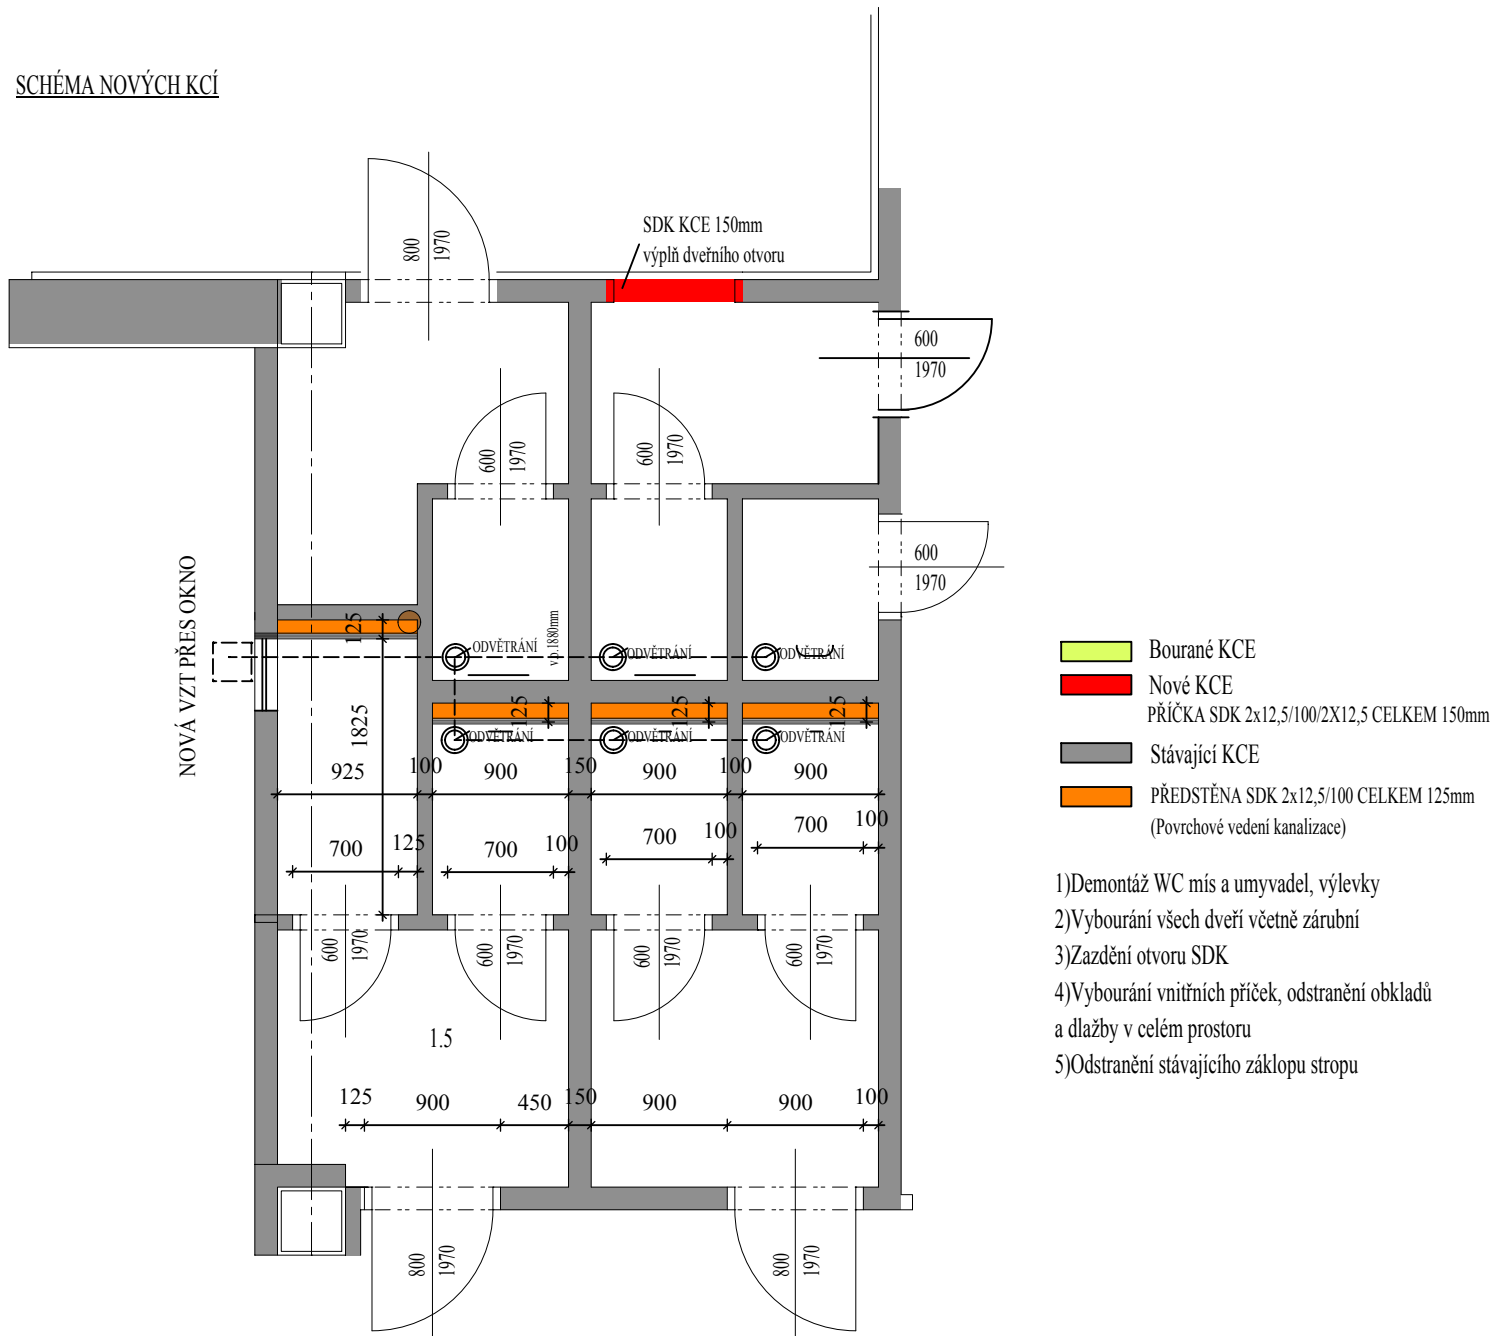 SCHÉMA NOVÝCH KCÍ
SDK KCE 150mm
výplň dveřního otvoru
800
1970
600
1970
600
1970
600
1970
600
1970
NOVÁ VZT PŘES OKNO
125
ODVĚTRÁNÍ
v.o.1880mm
ODVĚTRÁNÍ
ODVĚTRÁNÍ
125
125
125
ODVĚTRÁNÍ
ODVĚTRÁNÍ
ODVĚTRÁNÍ
1825
925
100
900
150
900
100
900
700
125
700
100
700
100
700
100
600
1970
600
1970
600
1970
600
1970
1.5
125
900
450
150
900
900
100
800
1970
800
1970
Bourané KCE
Nové KCE
PŘÍČKA SDK 2x12,5/100/2X12,5 CELKEM 150mm
Stávající KCE
PŘEDSTĚNA SDK 2x12,5/100 CELKEM 125mm
(Povrchové vedení kanalizace)
1)Demontáž WC mís a umyvadel, výlevky
2)Vybourání všech dveří včetně zárubní
3)Zazdění otvoru SDK
4)Vybourání vnitřních příček, odstranění obkladů
a dlažby v celém prostoru
5)Odstranění stávajícího záklopu stropu